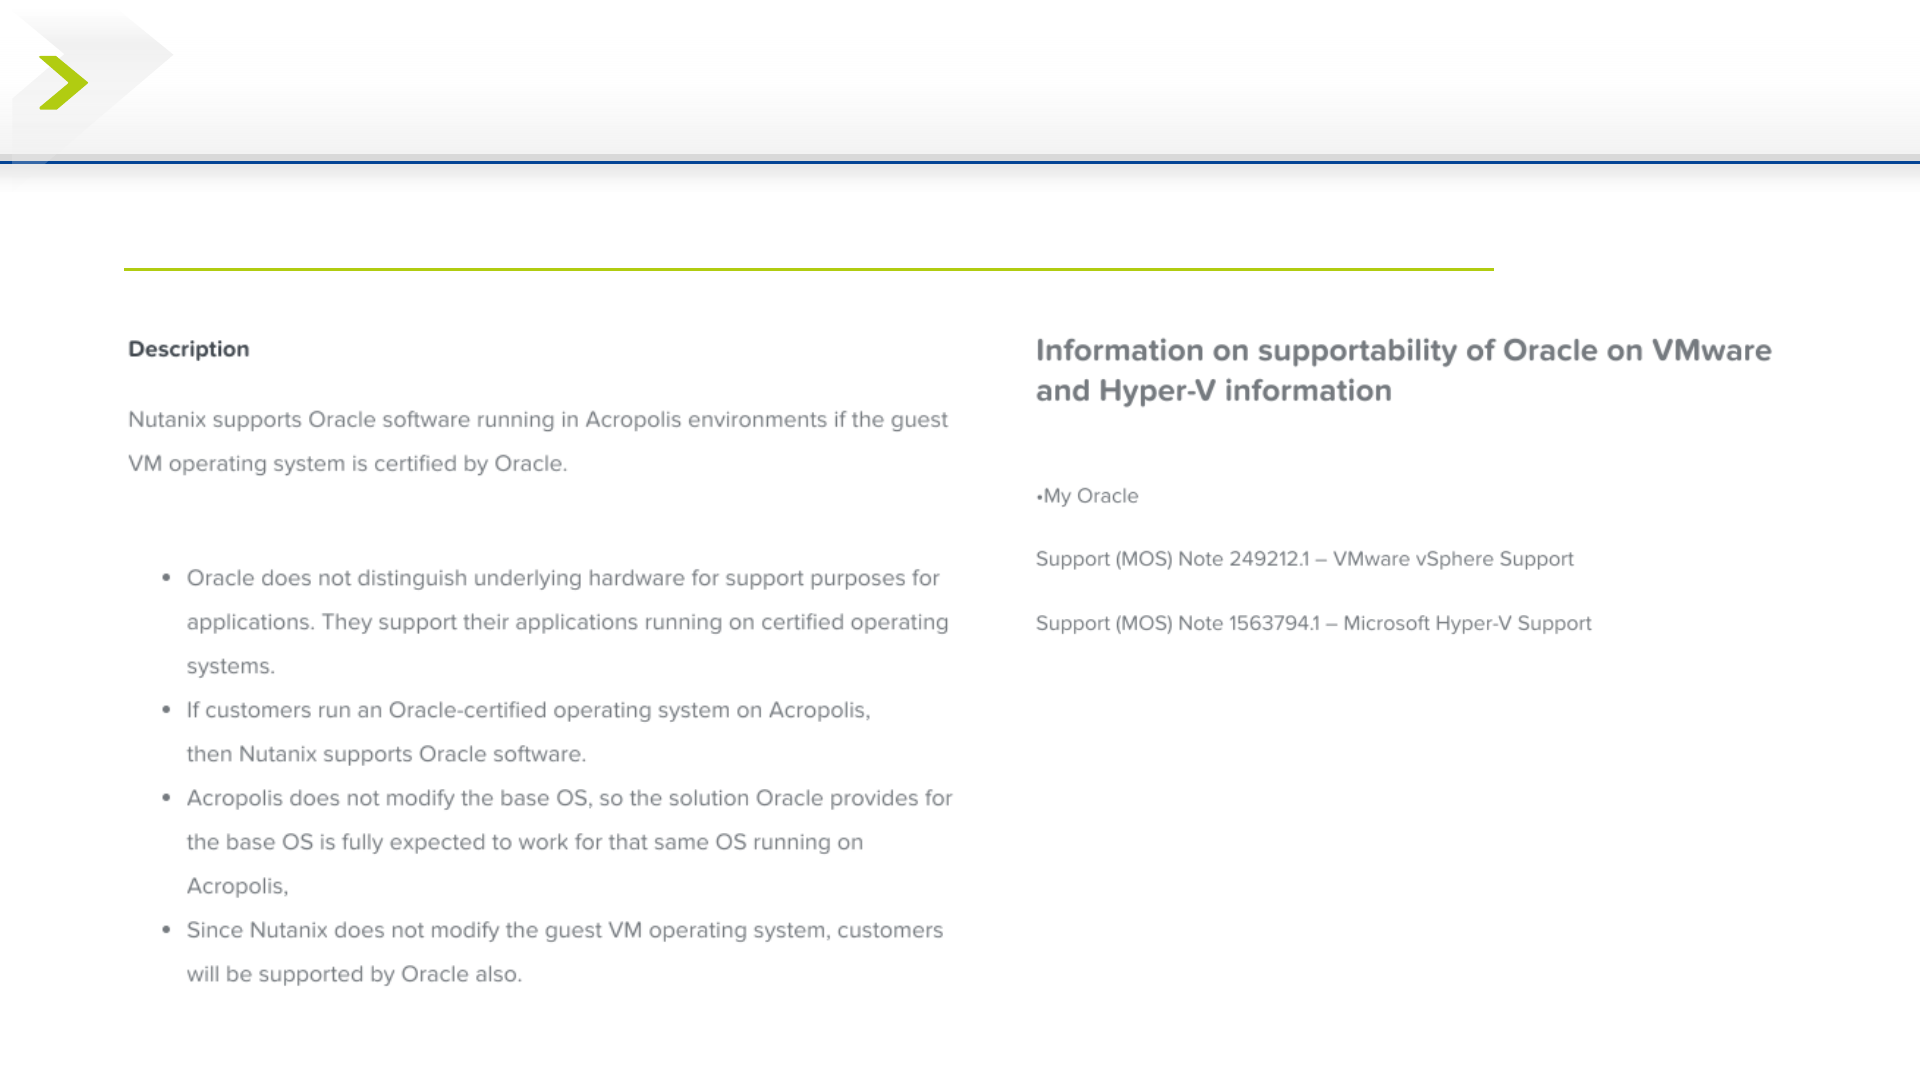 Description
Nutanix supports Oracle software running in Acropolis environments if the guest
VM operating system is certified by Oracle.
• Oracle does not distinguish underlying hardware for support purposes for
applications. They support their applications running on certified operating
systems.
• If customers run an Oracle-certified operating system on Acropolis,
then Nutanix supports Oracle software.
• Acropolis does not modify the base OS, so the solution Oracle provides for
the base OS is fully expected to work for that same OS running on
Acropolis,
• Since Nutanix does not modify the guest VM operating system, customers
will be supported by Oracle also.
Information on supportability of Oracle on VMware
and Hyper-V information
•My Oracle
Support (MOS) Note 249212.1 – VMware vSphere Support
Support (MOS) Note 1563794.1 – Microsoft Hyper-V Support